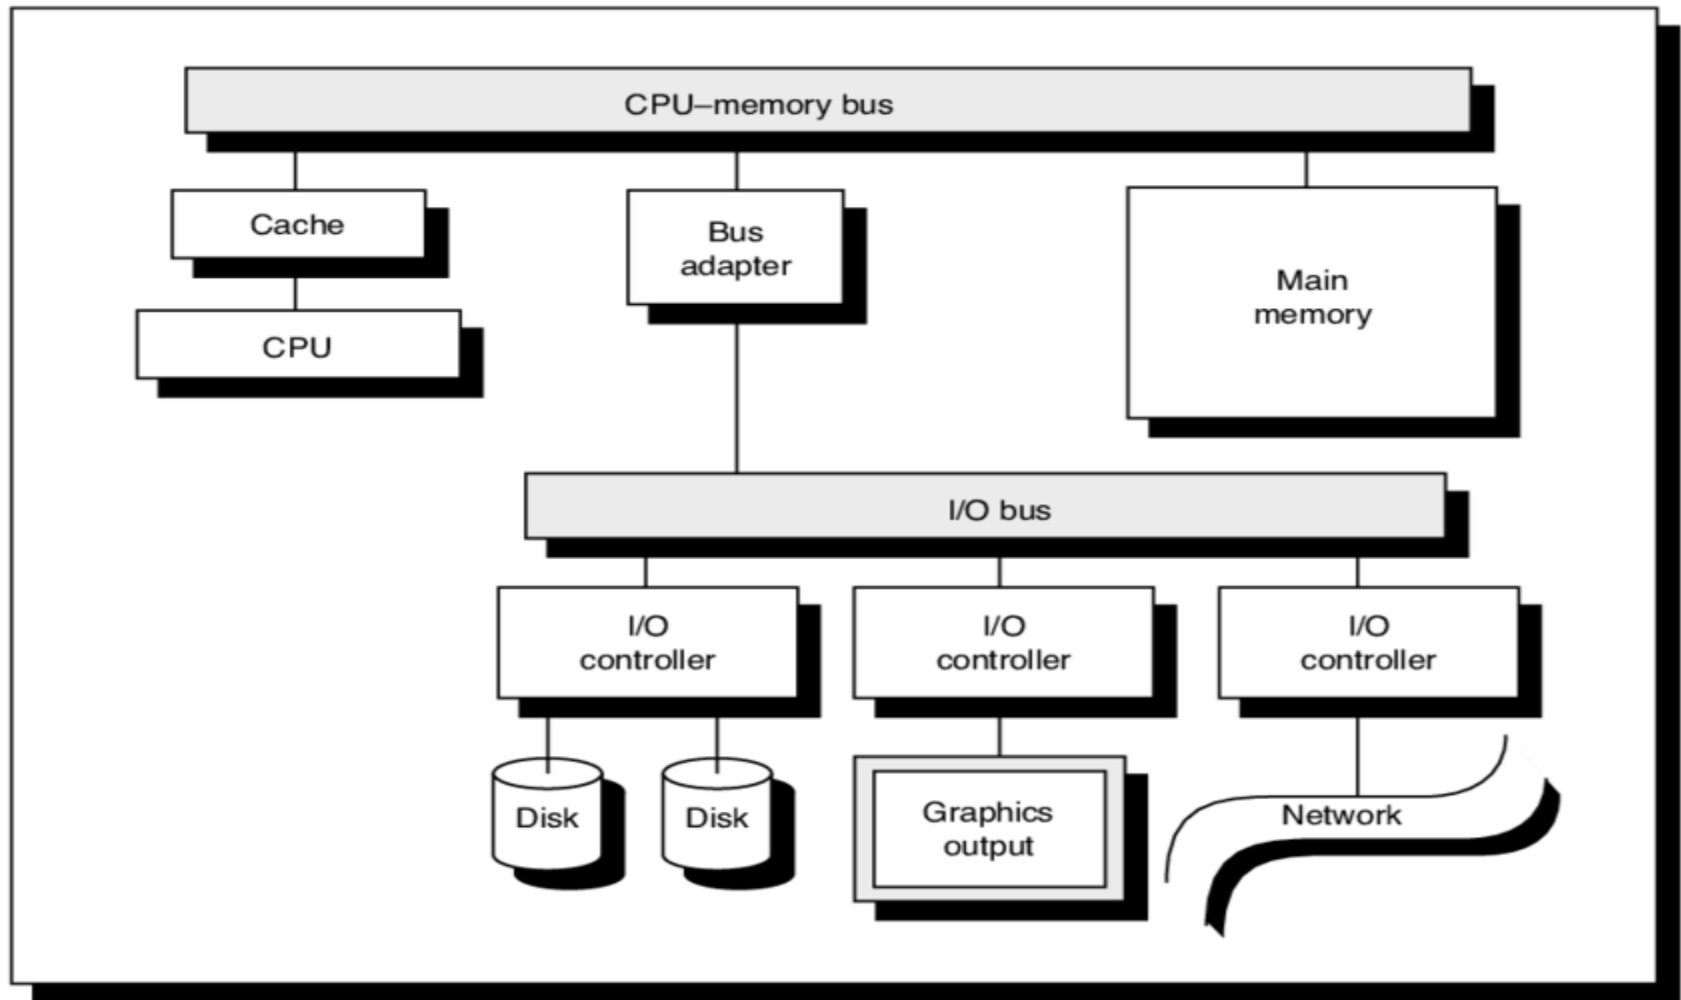 CPU–memory bus
Cache
Bus
adapter
Main
memory
CPU
I/O bus
I/O
controller
I/O
controller
I/O
controller
Disk
Disk
Graphics
output
Network